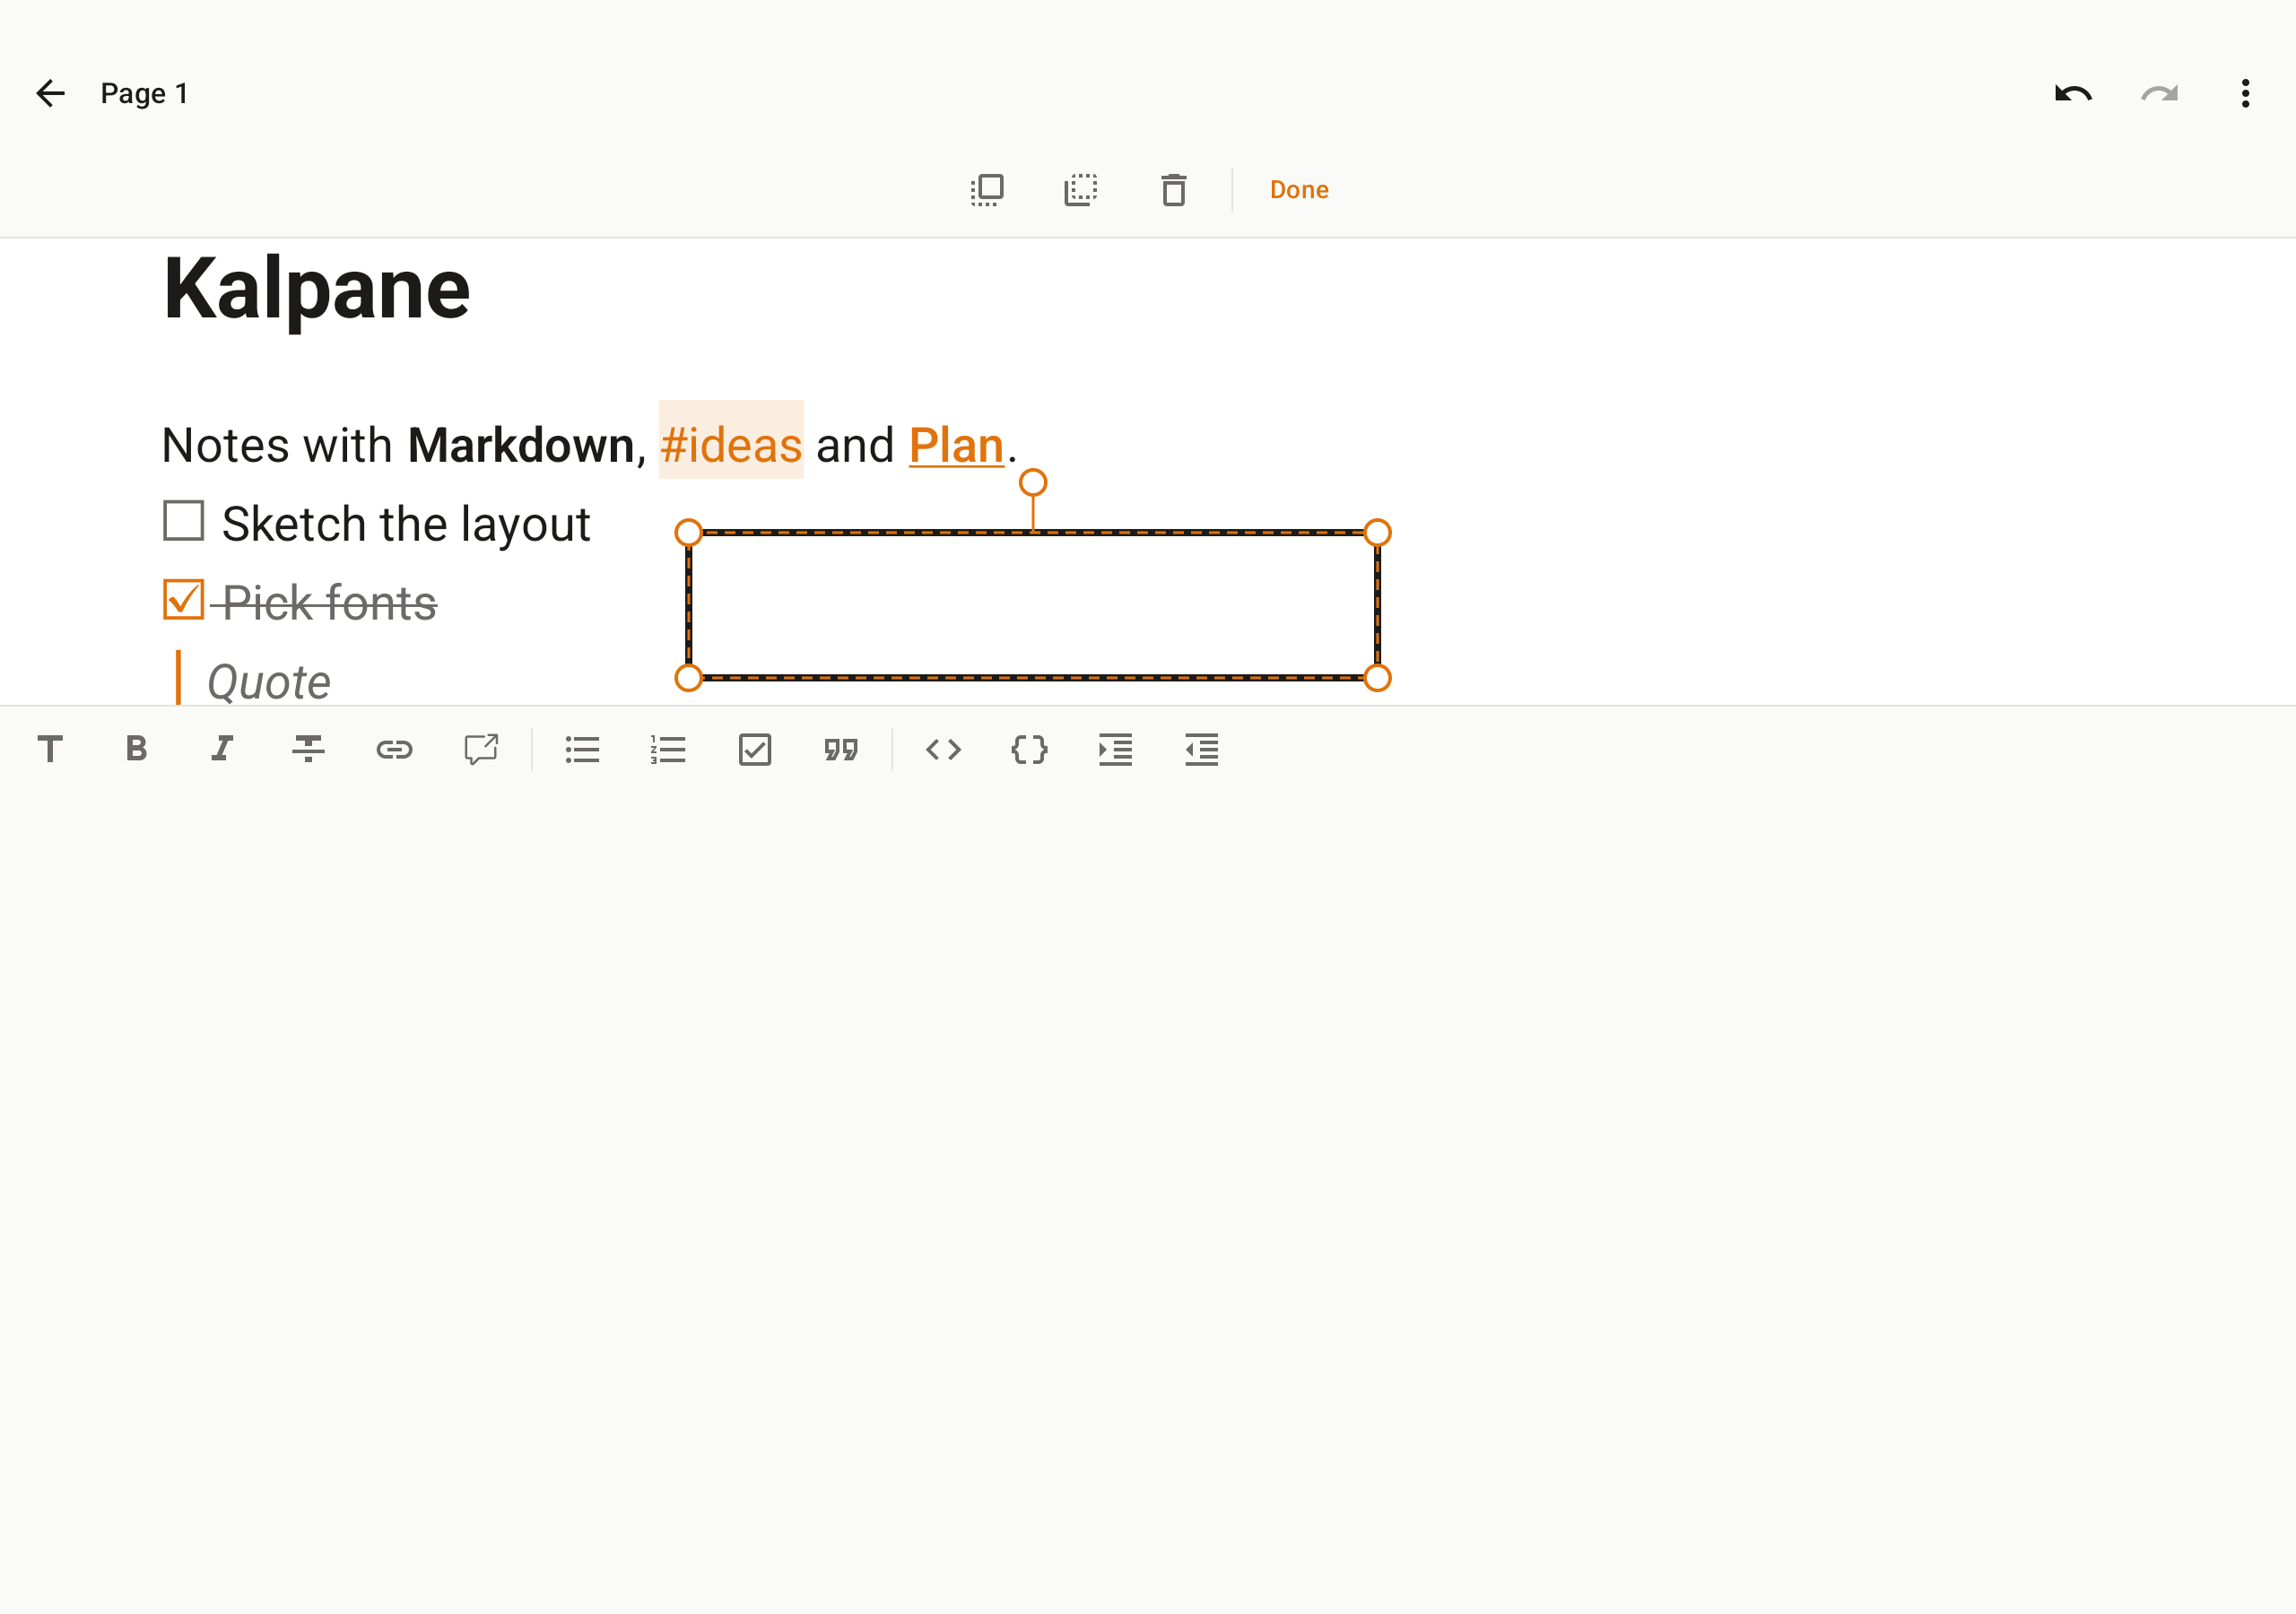 Page 1
Done
Kalpane
Notes with Markdown, #ideas and Plan.
Sketch the layout
Pick fonts
Quote